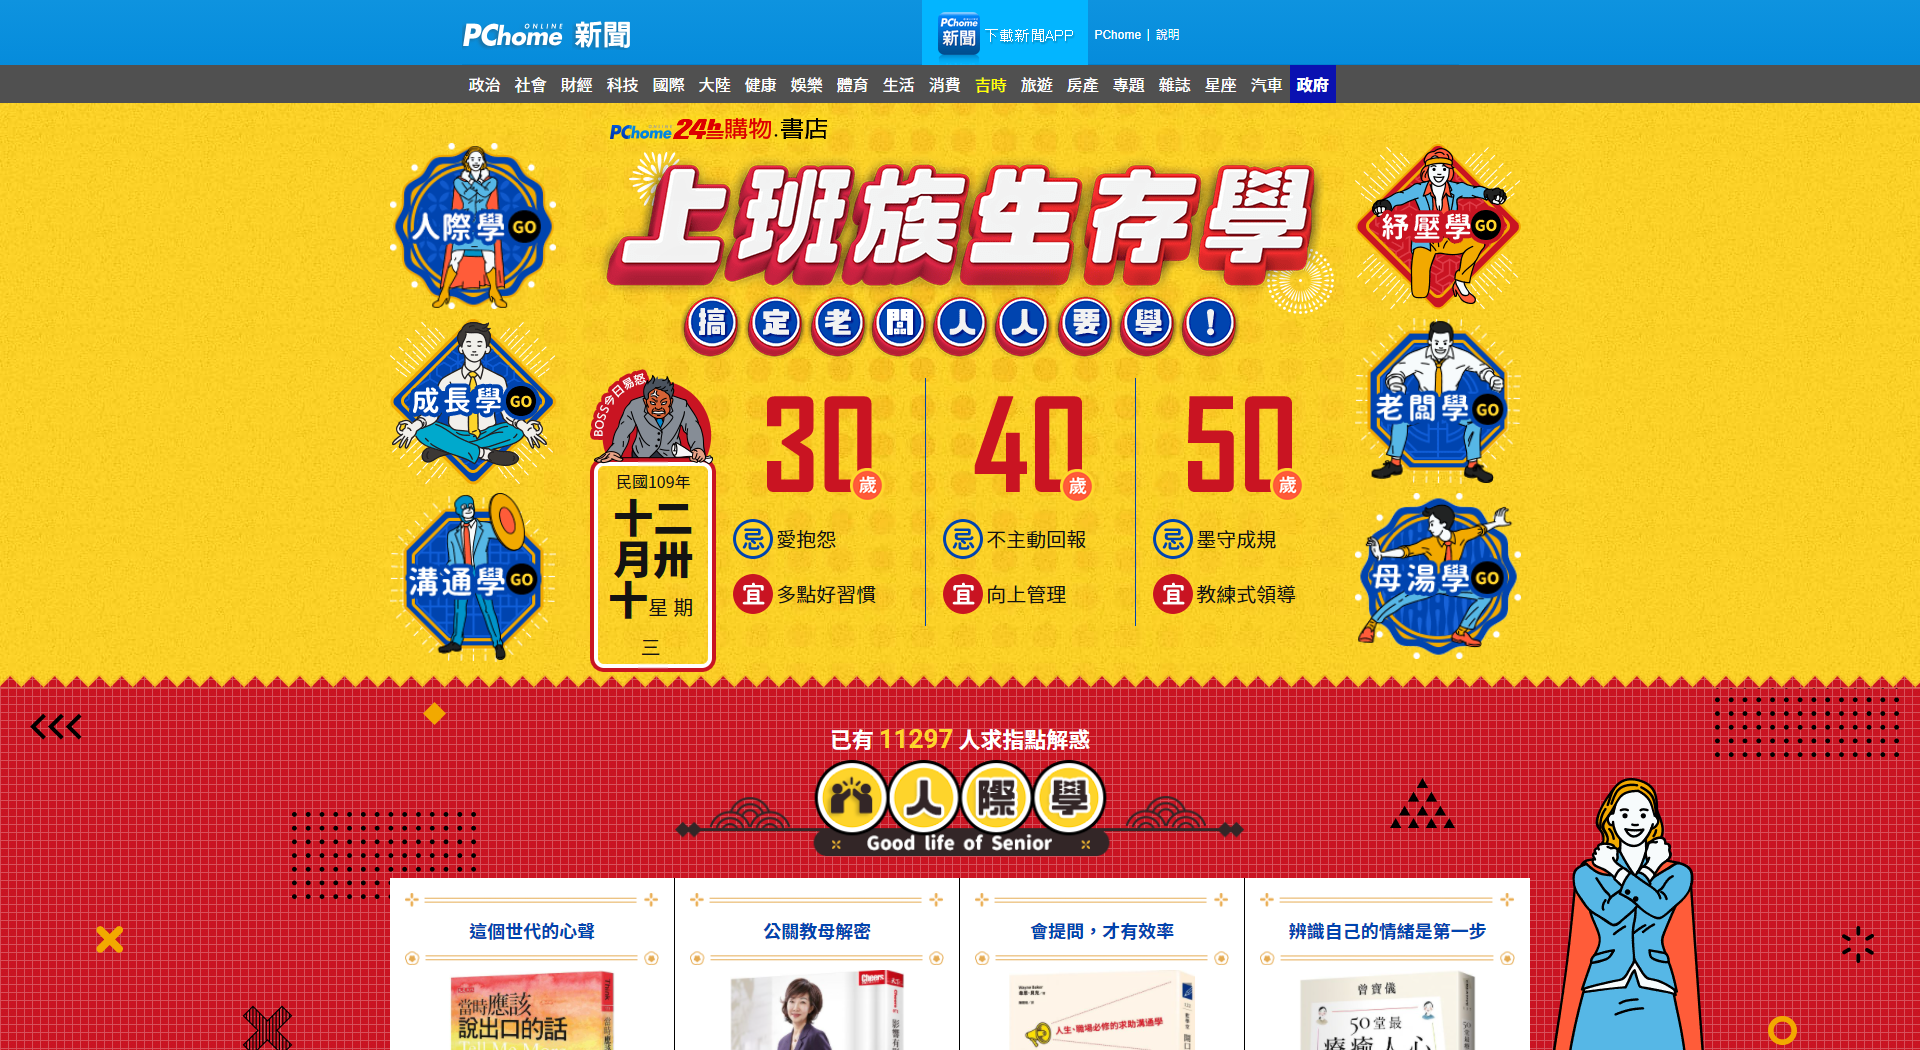 PChome ONLINE 新聞
PChome 新聞 下載新聞APP PChome | 說明
政治 社會 財經 科技 國際 大陸 健康 娛樂 體育 生活 消費 吉時 旅遊 房產 專題 雜誌 星座 汽車 政府
PChome 24h 購物.書店
上班族生存學
搞定老闆人人要學!
人際學 GO
成長學 GO
溝通學 GO
紓壓學 GO
老闆學 GO
母湯學 GO
BOSS今日易怒
民國109年
十二
月卅
十星期
三
30歲
忌 愛抱怨
宜 多點好習慣
40歲
忌 不主動回報
宜 向上管理
50歲
忌 墨守成規
宜 教練式領導
已有 11297 人求指點解惑
人際學
Good life of Senior
這個世代的心聲
當時應該
說出口的話
公關教母解密
Cheers
會提問,才有效率
人生、職場必修的求助溝通學
辨識自己的情緒是第一步
曾寶儀
50堂最
療癒人心